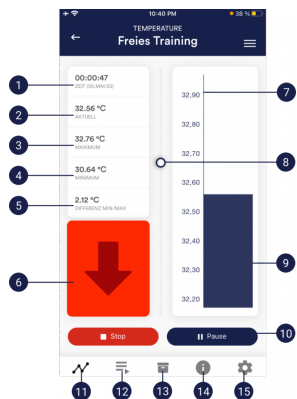 10:40 PM
38 %
TEMPERATURE
Freies Training
00:00:47
ZEIT (SS:MM:SS)
32.56 °C
AKTUELL
32.76 °C
MAXIMUM
30.64 °C
MINIMUM
2.12 °C
DIFFERENZ MIN/MAX
32,90
32,80
32,70
32,60
32,50
32,40
32,30
32,20
Stop
Pause
1
2
3
4
5
6
7
8
9
10
11
12
13
14
15